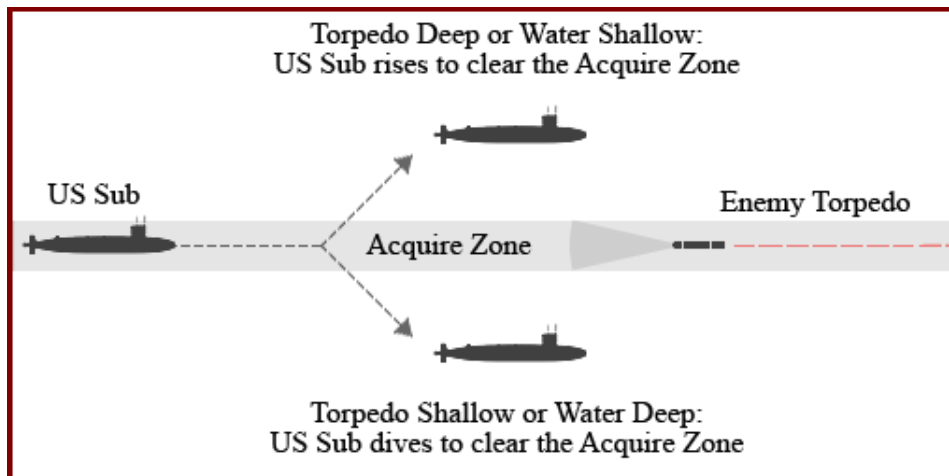 Torpedo Deep or Water Shallow:
US Sub rises to clear the Acquire Zone
US Sub
Enemy Torpedo
Acquire Zone
Torpedo Shallow or Water Deep:
US Sub dives to clear the Acquire Zone